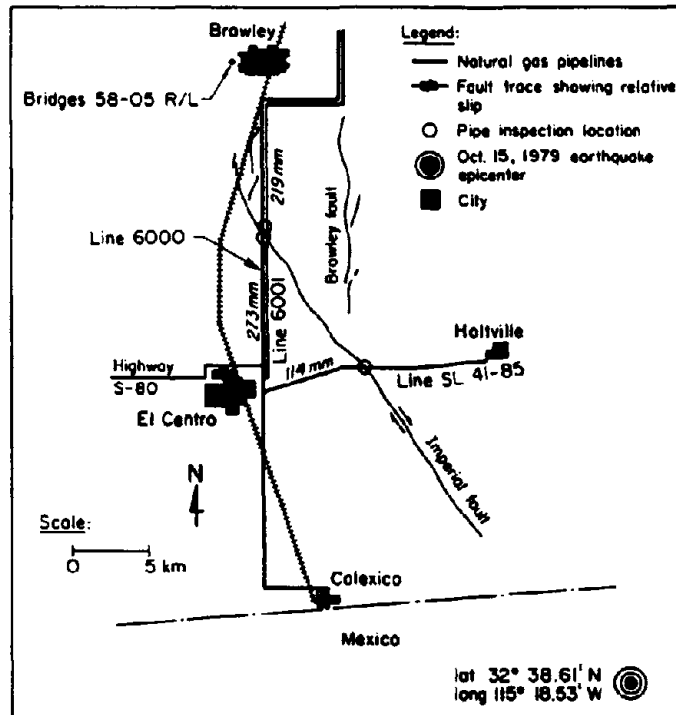 Brawley
Bridges 58-05 R/L
Legend:
Natural gas pipelines
Fault trace showing relative
slip
Pipe inspection location
Oct. 15, 1979 earthquake
epicenter
City
219 mm
Line 6000
Brawley fault
273 mm
Line 6001
Holtville
Highway
S-80
114 mm
Line SL 41-85
El Centro
Imperial fault
N
Scale:
0 5 km
Calexico
Mexico
lat 32° 38.61' N
long 115° 18.53' W